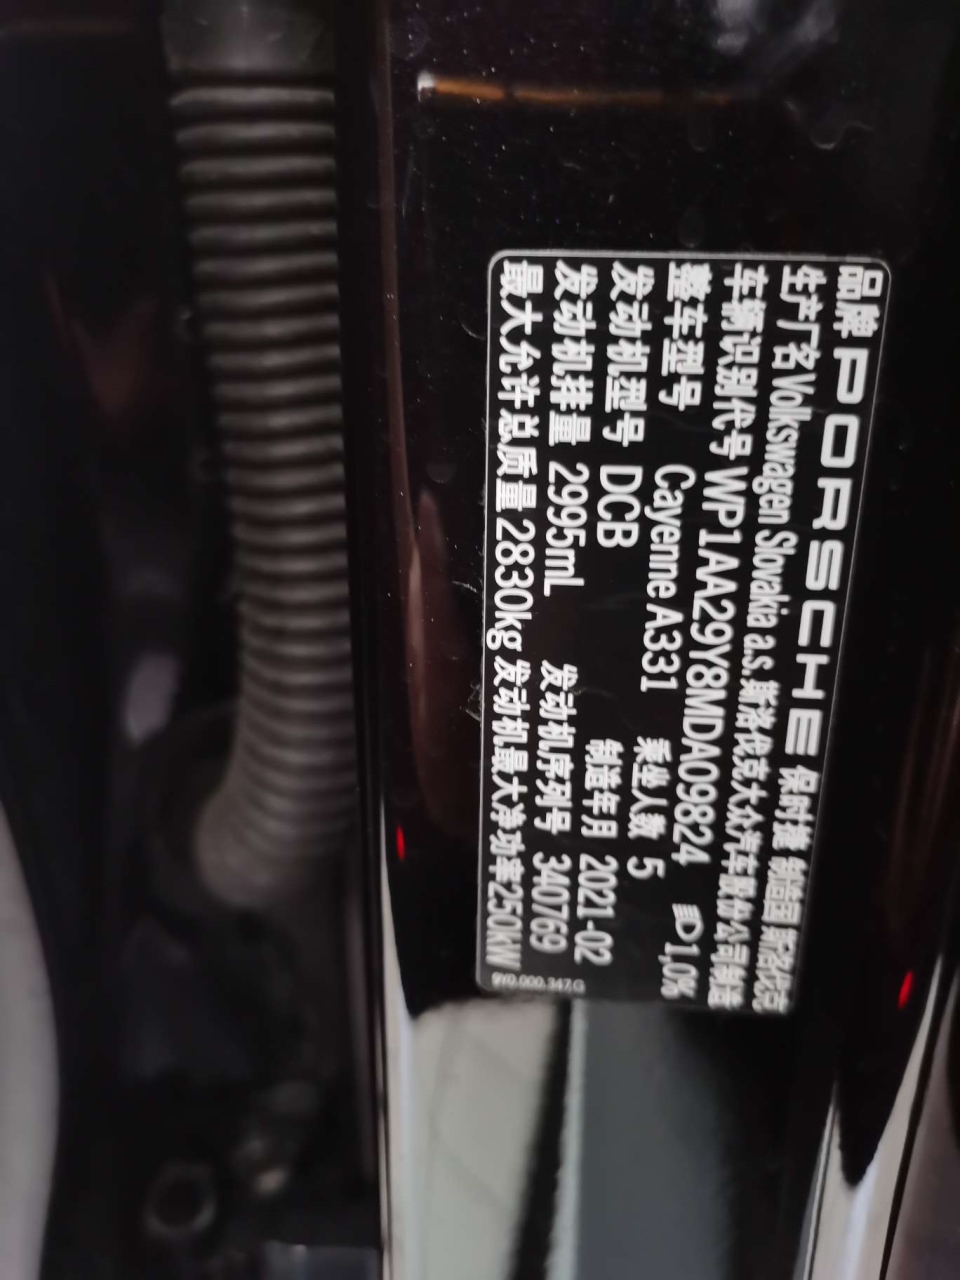 品牌 PORSCHE 保时捷 制造国 斯洛伐克
生产厂名 Volkswagen Slovakia a.s. 斯洛伐克大众汽车股份公司制造
车辆识别代号 WP1AA29Y8MDA09824
整车型号 Cayenne A331 乘坐人数 5 1,0%
发动机型号 DCB 制造年月 2021-02
发动机排量 2995mL 发动机序列号 340769
最大允许总质量 2830kg 发动机最大净功率 250kW
9Y0.000.347.G